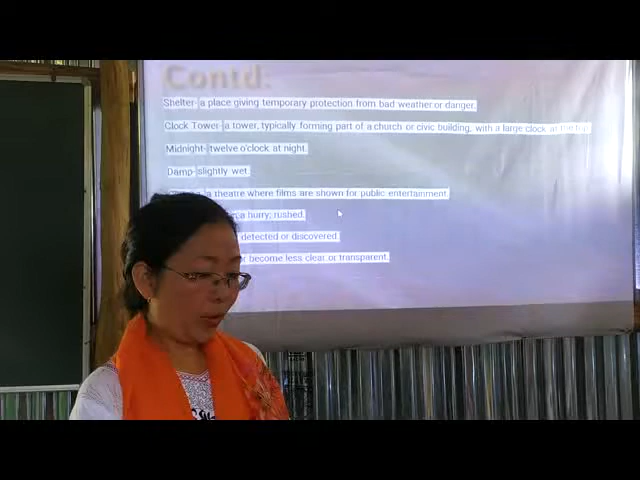 Contd:
Shelter- a place giving temporary protection from bad weather or danger.
Clock Tower- a tower, typically forming part of a church or civic building, with a large clock at the top.
Midnight- twelve o'clock at night.
Damp- slightly wet.
a theatre where films are shown for public entertainment.
a hurry; rushed.
detected or discovered.
become less clear or transparent.